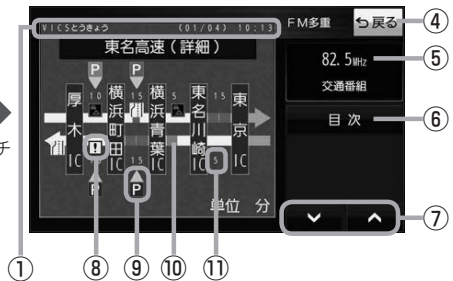 VICSとうきょう (01/04) 10:13
FM多重
戻る
④
東名高速(詳細)
82.5MHz
⑤
交通番組
P P
10 15 5 15
目次
⑥
厚木IC 横浜町田IC 横浜青葉IC 東名川崎IC 東京IC
チ
15 5
P P
単位 分
⑦
① ⑧ ⑨ ⑩ ⑪